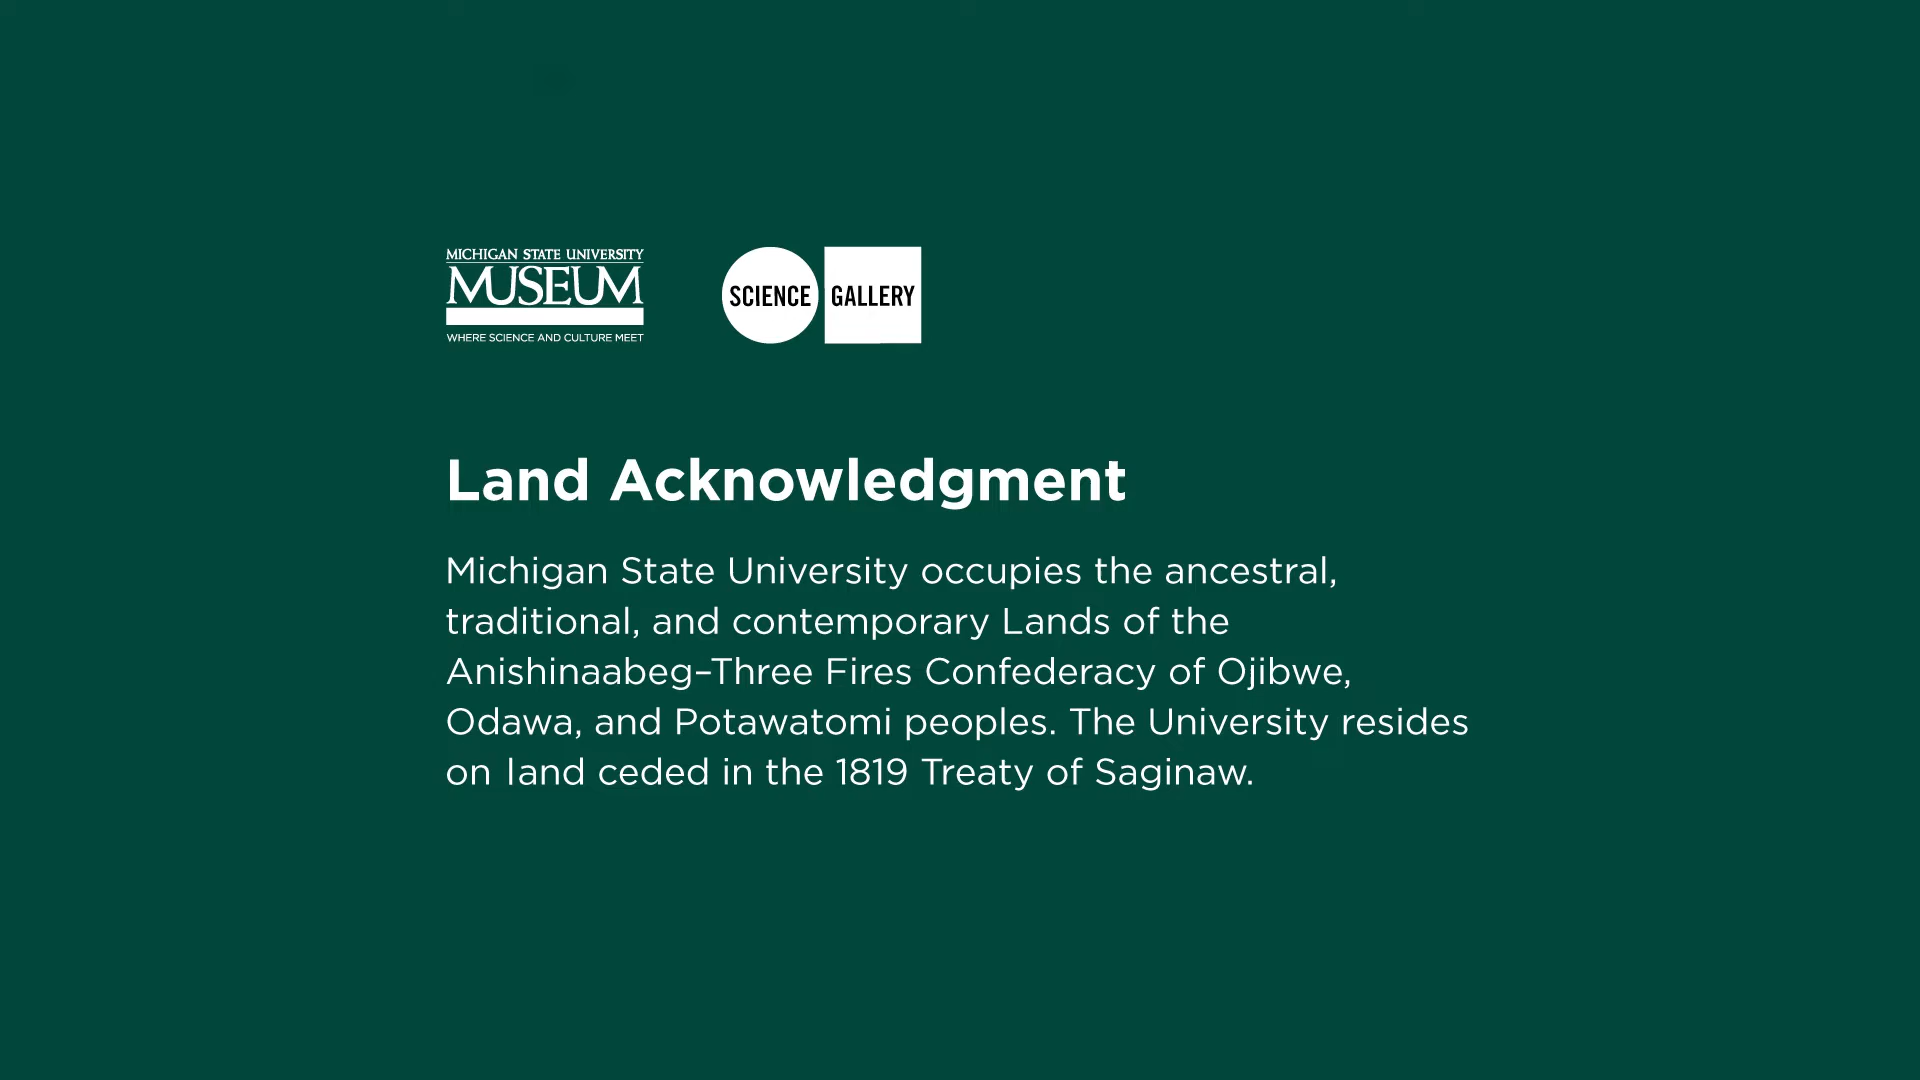 MICHIGAN STATE UNIVERSITY
MUSEUM
WHERE SCIENCE AND CULTURE MEET
SCIENCE GALLERY
Land Acknowledgment
Michigan State University occupies the ancestral,
traditional, and contemporary Lands of the
Anishinaabeg–Three Fires Confederacy of Ojibwe,
Odawa, and Potawatomi peoples. The University resides
on land ceded in the 1819 Treaty of Saginaw.